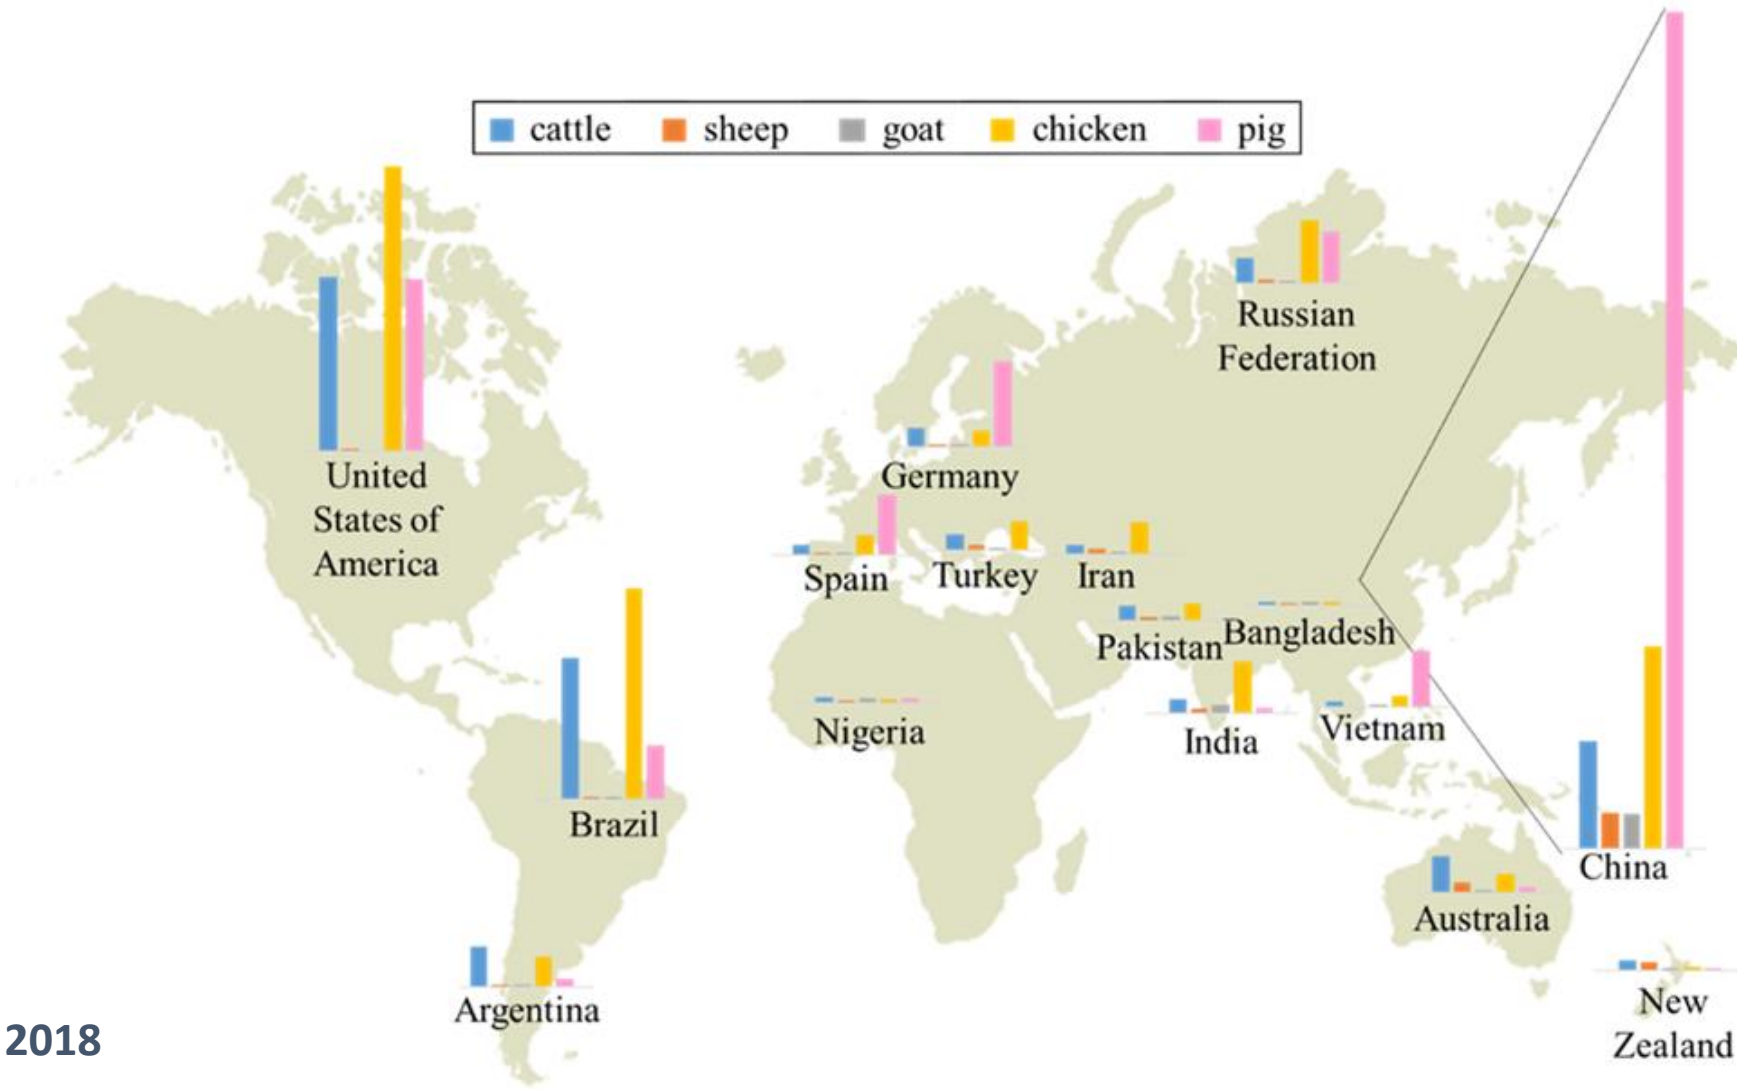 cattle sheep goat chicken pig
Russian
Federation
United
States of
America
Germany
Spain
Turkey
Iran
Pakistan
Bangladesh
Nigeria
India
Vietnam
Brazil
China
Australia
Argentina
New
Zealand
2018